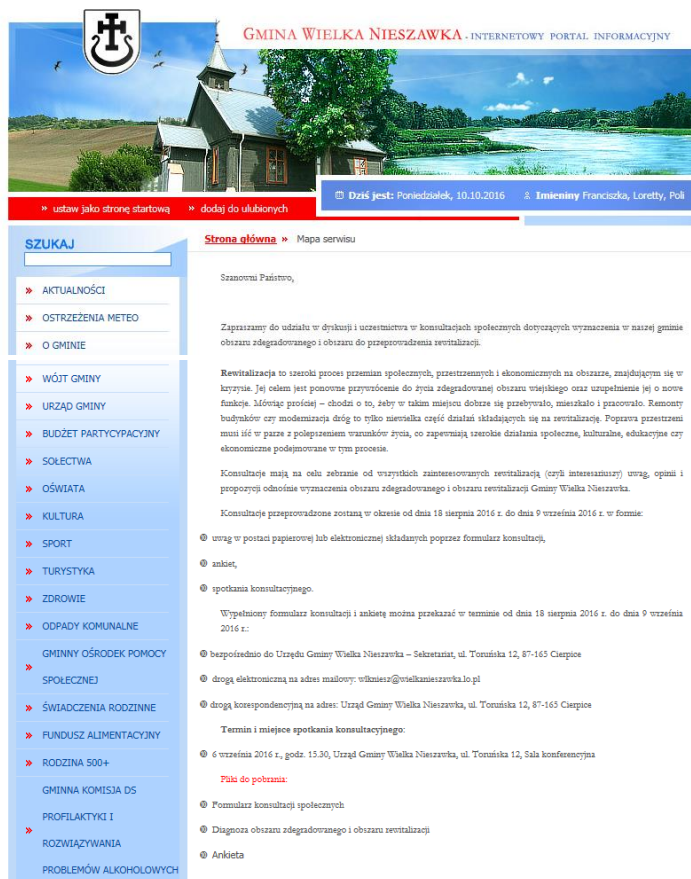 GMINA WIELKA NIESZAWKA - INTERNETOWY PORTAL INFORMACYJNY
Dziś jest: Poniedziałek, 10.10.2016 Imieniny Franciszka, Loretty, Poli
» ustaw jako stronę startową » dodaj do ulubionych
SZUKAJ
» AKTUALNOŚCI
» OSTRZEŻENIA METEO
» O GMINIE
» WÓJT GMINY
» URZĄD GMINY
» BUDŻET PARTYCYPACYJNY
» SOŁECTWA
» OŚWIATA
» KULTURA
» SPORT
» TURYSTYKA
» ZDROWIE
» ODPADY KOMUNALNE
» GMINNY OŚRODEK POMOCY
SPOŁECZNEJ
» ŚWIADCZENIA RODZINNE
» FUNDUSZ ALIMENTACYJNY
» RODZINA 500+
» GMINNA KOMISJA DS
PROFILAKTYKI I
ROZWIĄZYWANIA
PROBLEMÓW ALKOHOLOWYCH
Strona główna » Mapa serwisu
Szanowni Państwo,
Zapraszamy do udziału w dyskusji i uczestnictwa w konsultacjach społecznych dotyczących wyznaczenia w naszej gminie
obszaru zdegradowanego i obszaru do przeprowadzenia rewitalizacji.
Rewitalizacja to szeroki proces przemian społecznych, przestrzennych i ekonomicznych na obszarze, znajdującym się w
kryzysie. Jej celem jest ponowne przywrócenie do życia zdegradowanej obszaru wiejskiego oraz uzupełnienie jej o nowe
funkcje. Mówiąc prościej – chodzi o to, żeby w takim miejscu dobrze się przebywało, mieszkało i pracowało. Remonty
budynków czy modernizacja dróg to tylko niewielka część działań składających się na rewitalizację. Poprawa przestrzeni
musi iść w parze z polepszeniem warunków życia, co zapewniają szerokie działania społeczne, kulturalne, edukacyjne czy
ekonomiczne podejmowane w tym procesie.
Konsultacje mają na celu zebranie od wszystkich zainteresowanych rewitalizacją (czyli interesariuszy) uwag, opinii i
propozycji odnośnie wyznaczenia obszaru zdegradowanego i obszaru rewitalizacji Gminy Wielka Nieszawka.
Konsultacje przeprowadzone zostaną w okresie od dnia 18 sierpnia 2016 r. do dnia 9 września 2016 r. w formie:
uwag w postaci papierowej lub elektronicznej składanych poprzez formularz konsultacji,
ankiet,
spotkania konsultacyjnego.
Wypełniony formularz konsultacji i ankietę można przekazać w terminie od dnia 18 sierpnia 2016 r. do dnia 9 września
2016 r.:
bezpośrednio do Urzędu Gminy Wielka Nieszawka – Sekretariat, ul. Toruńska 12, 87-165 Cierpice
drogą elektroniczną na adres mailowy: wlkniesz@wielkanieszawka.lo.pl
drogą korespondencyjną na adres: Urząd Gminy Wielka Nieszawka, ul. Toruńska 12, 87-165 Cierpice
Termin i miejsce spotkania konsultacyjnego:
6 września 2016 r., godz. 15.30, Urząd Gminy Wielka Nieszawka, ul. Toruńska 12, Sala konferencyjna
Pliki do pobrania:
Formularz konsultacji społecznych
Diagnoza obszaru zdegradowanego i obszaru rewitalizacji
Ankieta